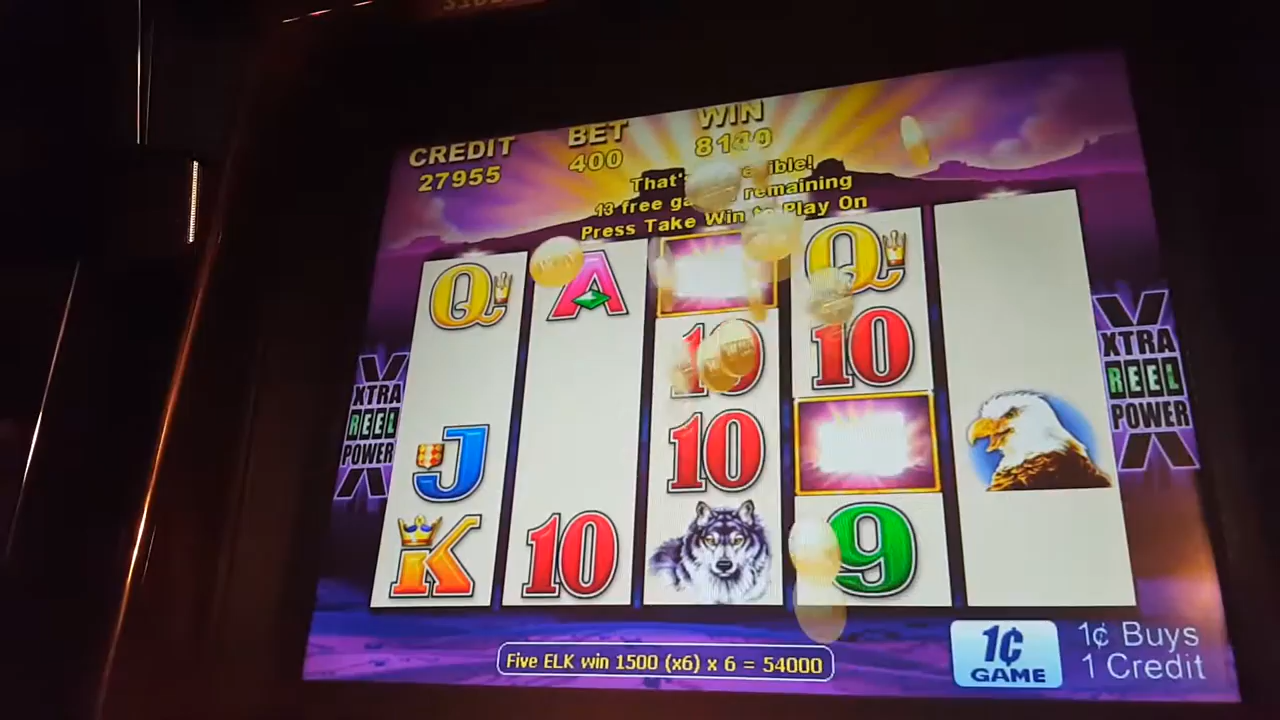 CREDIT
27955
BET
400
WIN
That's
13 free remaining
Press Take Win to Play On
Q
A
Q
XTRA
REEL
POWER
10
10
J
10
K
10
9
XTRA
REEL
POWER
Five ELK win 1500 (x6) x 6 = 54000
1¢
GAME
1¢ Buys
1 Credit